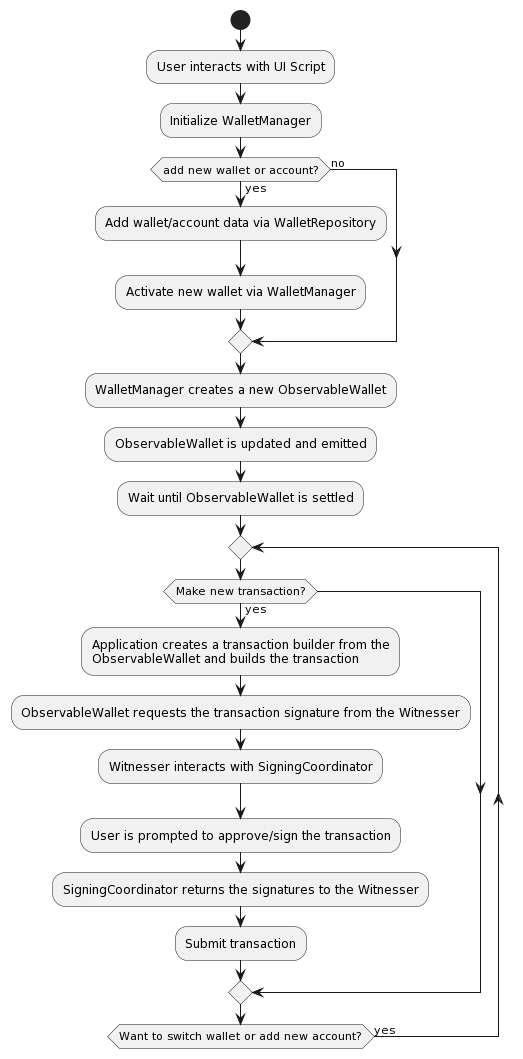 User interacts with UI Script
Initialize WalletManager
add new wallet or account?
no
yes
Add wallet/account data via WalletRepository
Activate new wallet via WalletManager
WalletManager creates a new ObservableWallet
ObservableWallet is updated and emitted
Wait until ObservableWallet is settled
Make new transaction?
yes
Application creates a transaction builder from the
ObservableWallet and builds the transaction
ObservableWallet requests the transaction signature from the Witnesser
Witnesser interacts with SigningCoordinator
User is prompted to approve/sign the transaction
SigningCoordinator returns the signatures to the Witnesser
Submit transaction
Want to switch wallet or add new account?
yes